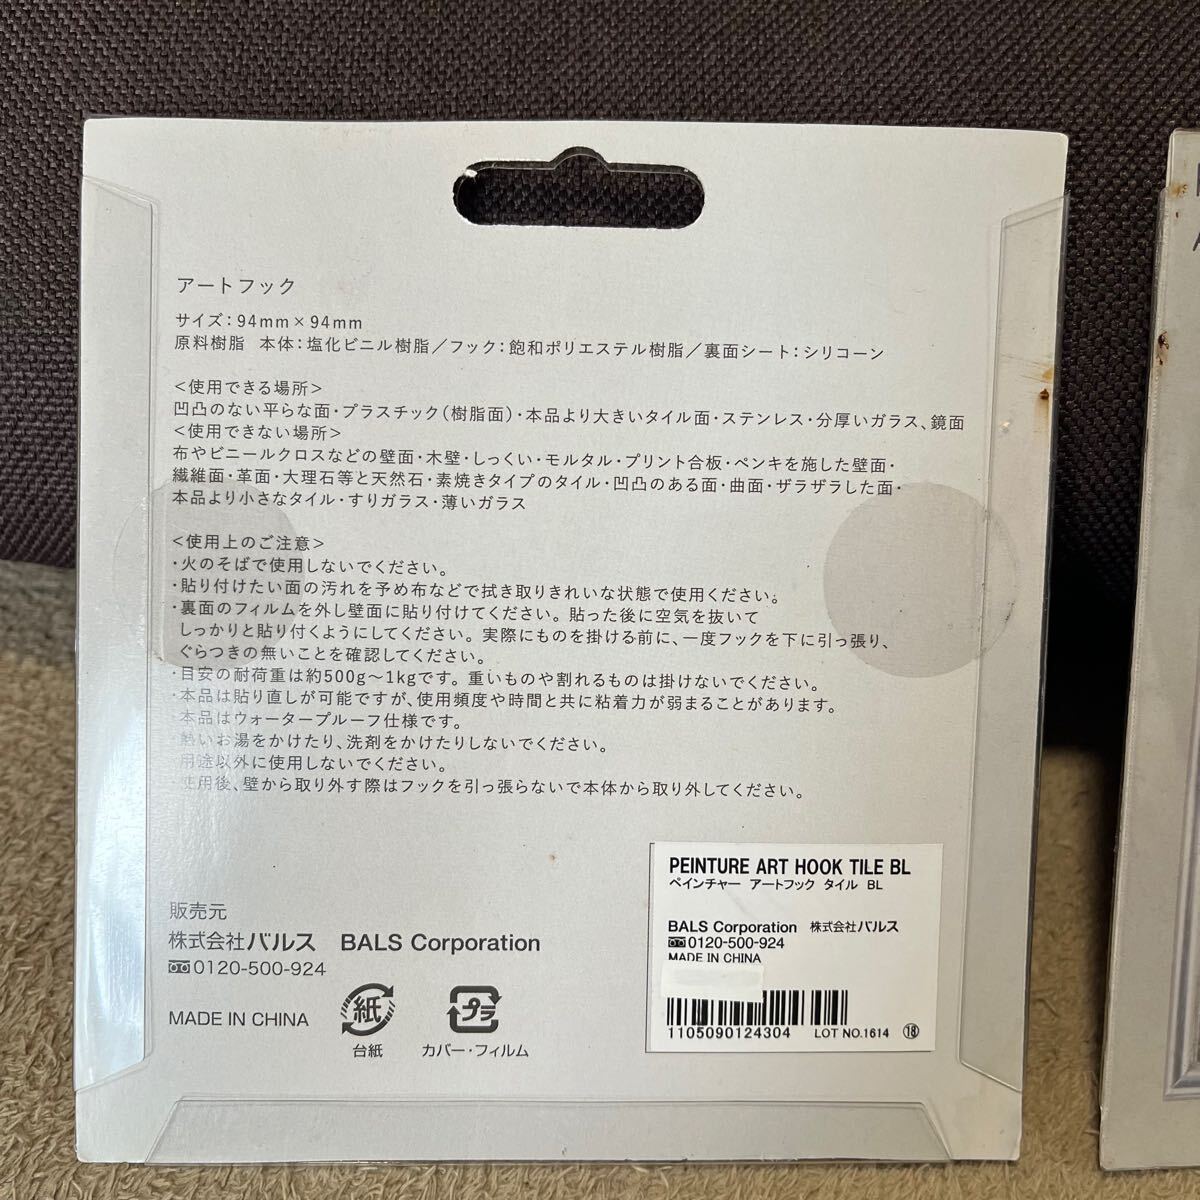 アートフック
サイズ：94mm×94mm
原料樹脂　本体：塩化ビニル樹脂／フック：飽和ポリエステル樹脂／裏面シート：シリコーン
＜使用できる場所＞
凹凸のない平らな面・プラスチック（樹脂面）・本品より大きいタイル面・ステンレス・分厚いガラス、鏡面
＜使用できない場所＞
布やビニールクロスなどの壁面・木壁・しっくい・モルタル・プリント合板・ペンキを施した壁面・
繊維面・革面・大理石等と天然石・素焼きタイプのタイル・凹凸のある面・曲面・ザラザラした面・
本品より小さなタイル・すりガラス・薄いガラス
＜使用上のご注意＞
・火のそばで使用しないでください。
・貼り付けたい面の汚れを予め布などで拭き取りきれいな状態で使用ください。
・裏面のフィルムを外し壁面に貼り付けてください。貼った後に空気を抜いて
しっかりと貼り付くようにしてください。実際にものを掛ける前に、一度フックを下に引っ張り、
ぐらつきの無いことを確認してください。
・目安の耐荷重は約500g～1kgです。重いものや割れるものは掛けないでください。
・本品は貼り直しが可能ですが、使用頻度や時間と共に粘着力が弱まることがあります。
・本品はウォータープルーフ仕様です。
・熱いお湯をかけたり、洗剤をかけたりしないでください。
・用途以外に使用しないでください。
・使用後、壁から取り外す際はフックを引っ張らないで本体から取り外してください。
販売元
株式会社バルス　BALS Corporation
0120-500-924
MADE IN CHINA
紙
台紙
プラ
カバー・フィルム
PEINTURE ART HOOK TILE BL
ペインチャー アートフック タイル BL
BALS Corporation 株式会社バルス
0120-500-924
MADE IN CHINA
1105090124304 LOT NO.1614 ⑱